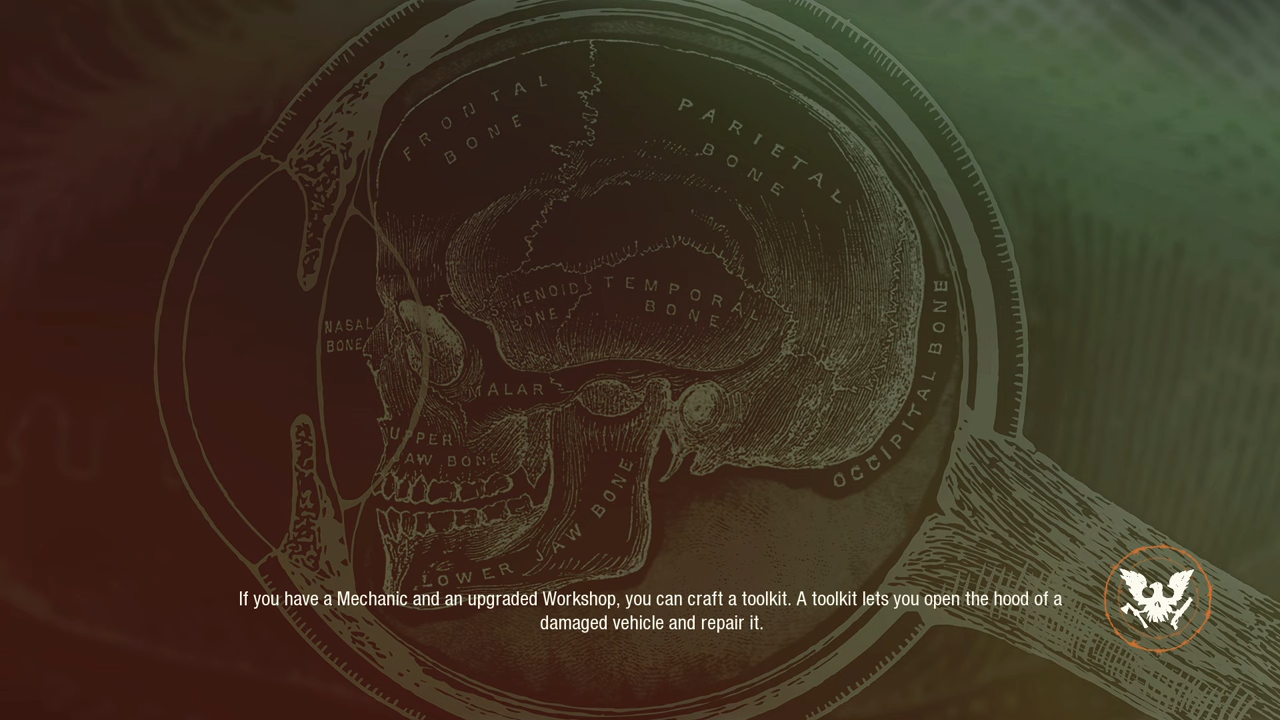 FRONTAL
BONE
PARIETAL
BONE
SPHENOID
BONE
TEMPORAL
BONE
NASAL
BONE
ALAR
OCCIPITAL BONE
UPPER
JAW BONE
LOWER JAW BONE
If you have a Mechanic and an upgraded Workshop, you can craft a toolkit. A toolkit lets you open the hood of a
damaged vehicle and repair it.